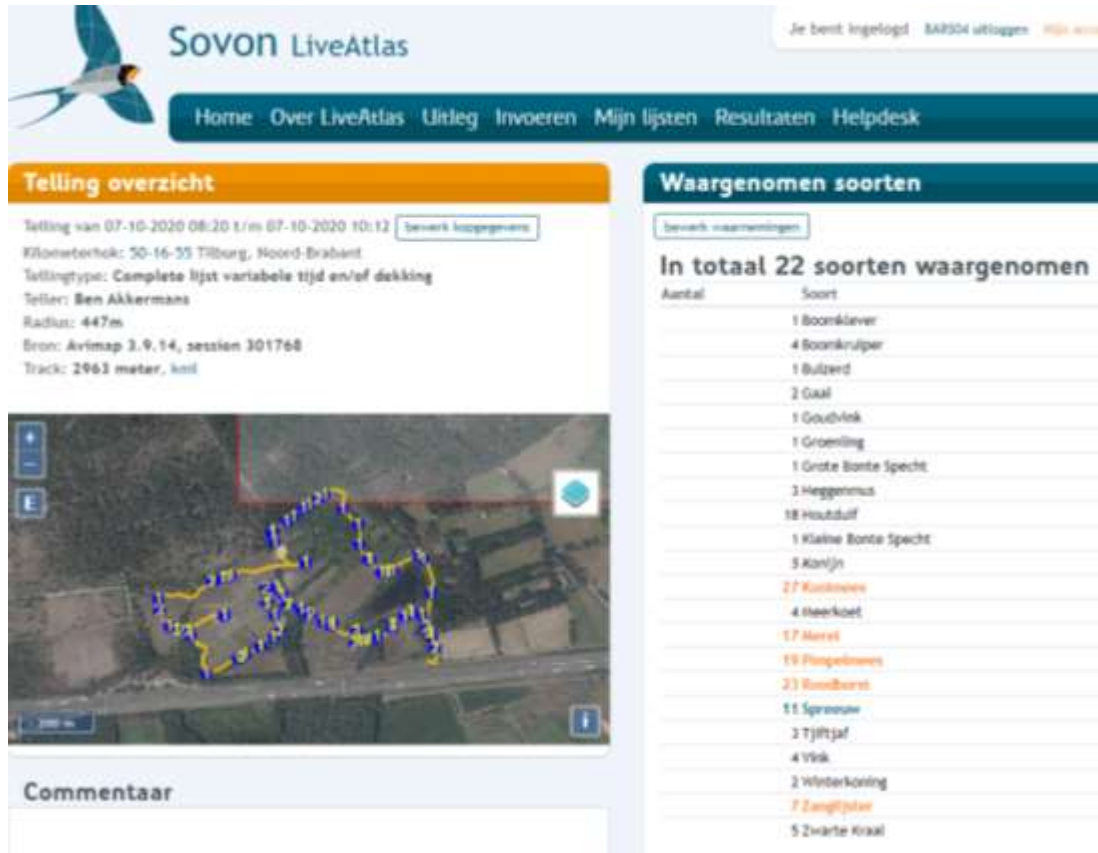 Sovon LiveAtlas
Je bent ingelogd BARS04 uitloggen Mijn
Home Over LiveAtlas Uitleg Invoeren Mijn lijsten Resultaten Helpdesk
Telling overzicht
Telling van 07-10-2020 08:20 t/m 07-10-2020 10:12 bewerk kopgegevens
Kilometerhok: 50-16-55 Tilburg, Noord-Brabant
Tellingtype: Complete lijst variabele tijd en/of dekking
Teller: Ben Akkermans
Radius: 447m
Bron: Avimap 3.9.14, session 301768
Track: 2963 meter, kml
+
−
E
200 m
i
Commentaar
Waargenomen soorten
bewerk waarnemingen
In totaal 22 soorten waargenomen
Aantal Soort
1 Boomklever
4 Boomkruiper
1 Buizerd
2 Gaai
1 Goudvink
1 Groenling
1 Grote Bonte Specht
3 Heggenmus
18 Houtduif
1 Kleine Bonte Specht
5 Konijn
27 Koolmees
4 Meerkoet
17 Merel
19 Pimpelmees
23 Roodborst
11 Spreeuw
3 Tjiftjaf
4 Vink
2 Winterkoning
7 Zanglijster
5 Zwarte Kraai